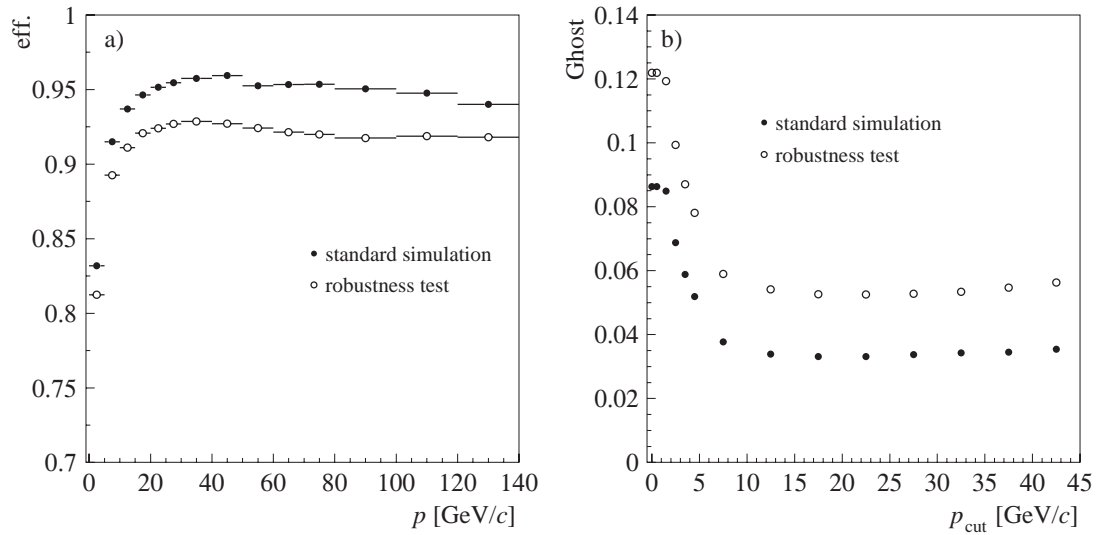 eff.
a)
1
0.95
0.9
0.85
0.8
0.75
0.7
standard simulation
robustness test
0 20 40 60 80 100 120 140
p [GeV/c]
Ghost
b)
0.14
0.12
0.1
0.08
0.06
0.04
0.02
0
standard simulation
robustness test
0 5 10 15 20 25 30 35 40 45
p_cut [GeV/c]